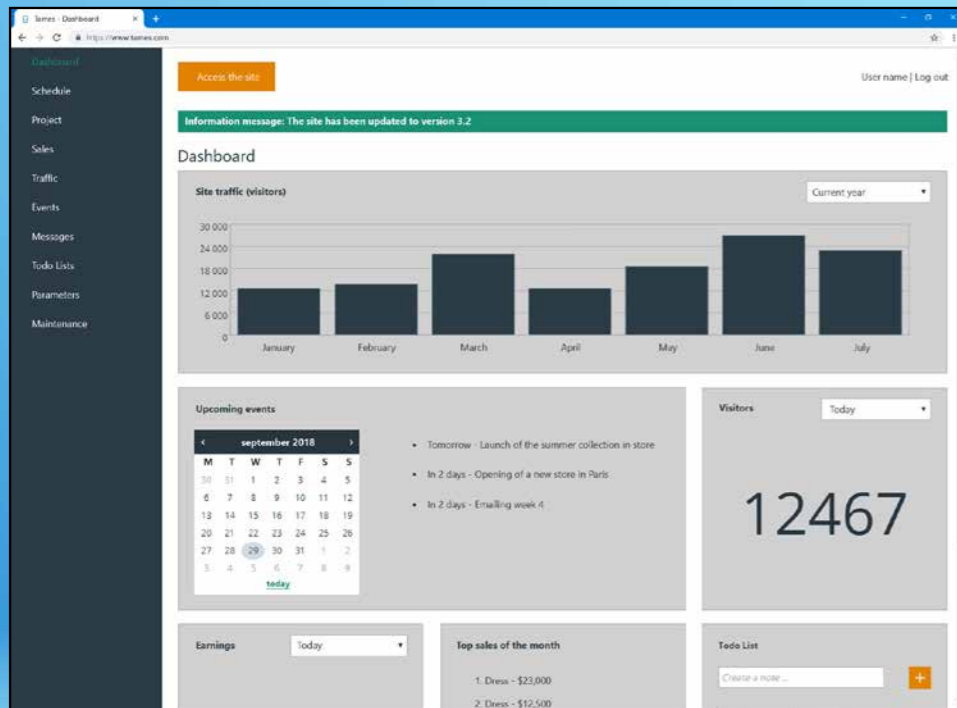 Tames - Dashboard
https://www.tames.com
Dashboard
Schedule
Project
Sales
Traffic
Events
Messages
Todo Lists
Parameters
Maintenance
Access the site
User name | Log out
Information message: The site has been updated to version 3.2
Dashboard
Site traffic (visitors)
Current year
30 000
24 000
18 000
12 000
6 000
0
January February March April May June July
Upcoming events
september 2018
M T W T F S S
30 31 1 2 3 4 5
6 7 8 9 10 11 12
13 14 15 16 17 18 19
20 21 22 23 24 25 26
27 28 29 30 31 1 2
3 4 5 6 7 8 9
today
• Tomorrow - Launch of the summer collection in store
• In 2 days - Opening of a new store in Paris
• In 2 days - Emailing week 4
Visitors
Today
12467
Earnings
Today
Top sales of the month
1. Dress - $23,000
2. Dress - $12,500
Todo List
Create a note ...
+